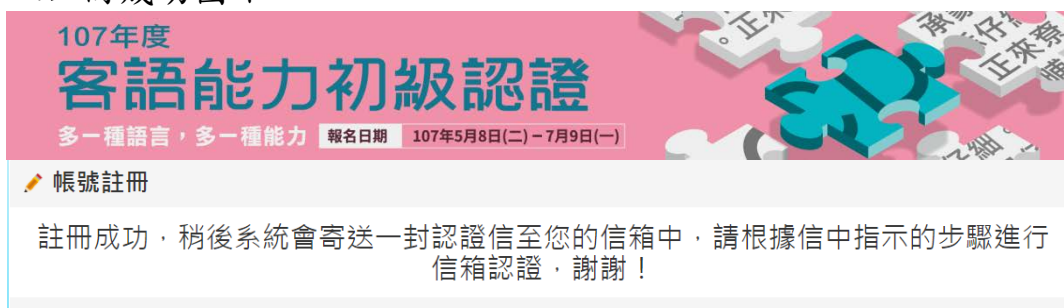 107年度
客語能力初級認證
多一種語言，多一種能力 報名日期 107年5月8日(二)－7月9日(一)
帳號註冊
註冊成功，稍後系統會寄送一封認證信至您的信箱中，請根據信中指示的步驟進行
信箱認證，謝謝！